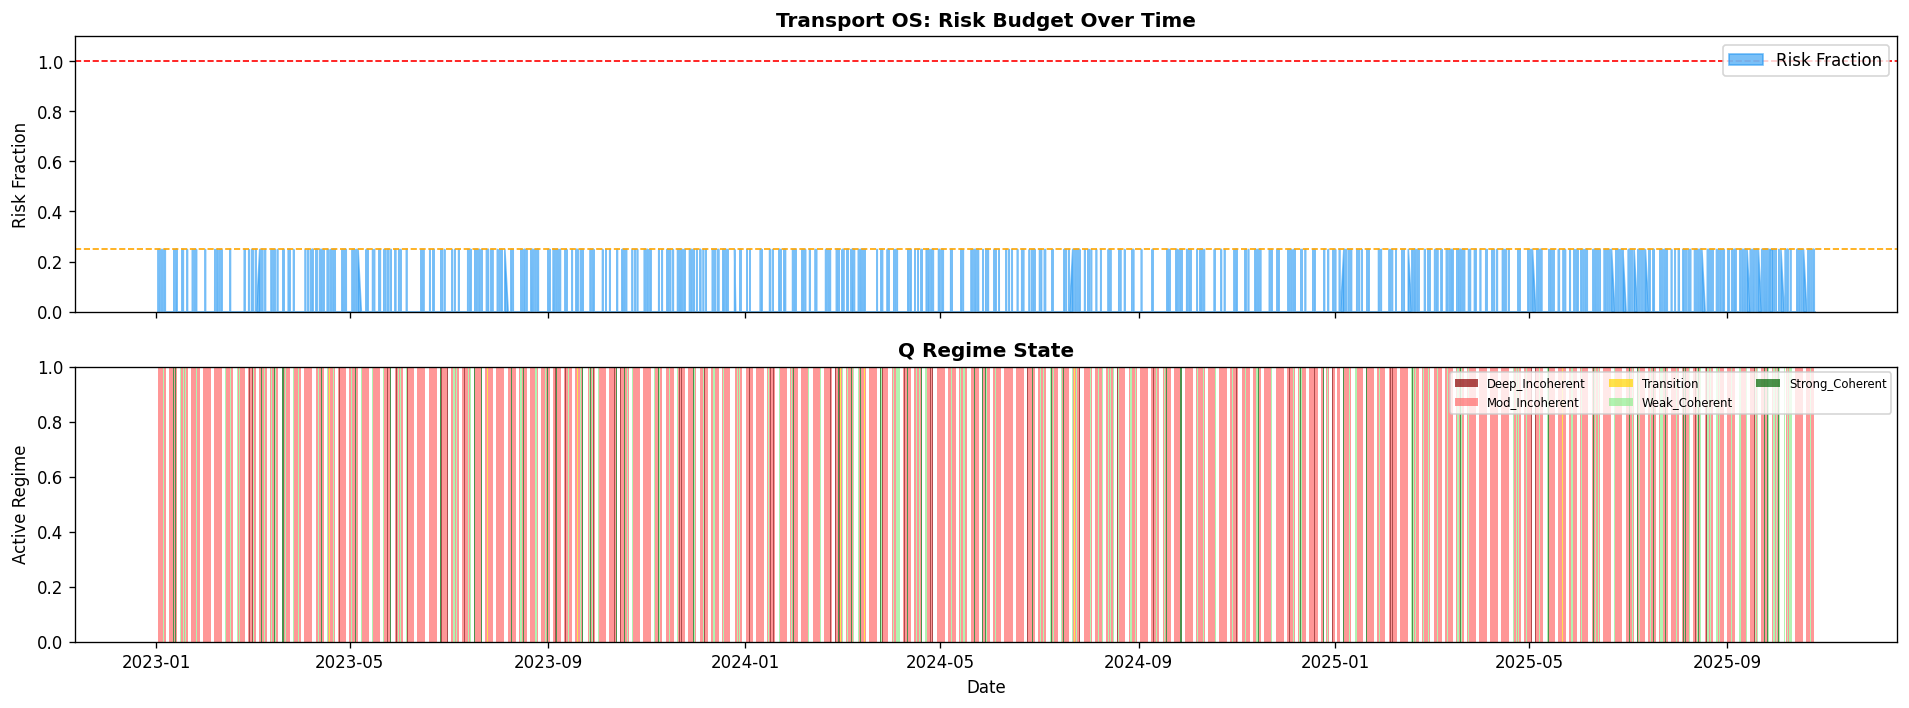 Transport OS: Risk Budget Over Time
Risk Fraction
1.0
0.8
0.6
0.4
0.2
0.0
Risk Fraction
Q Regime State
Deep_Incoherent
Mod_Incoherent
Transition
Weak_Coherent
Strong_Coherent
1.0
0.8
0.6
0.4
0.2
0.0
Active Regime
2023-01 2023-05 2023-09 2024-01 2024-05 2024-09 2025-01 2025-05 2025-09
Date